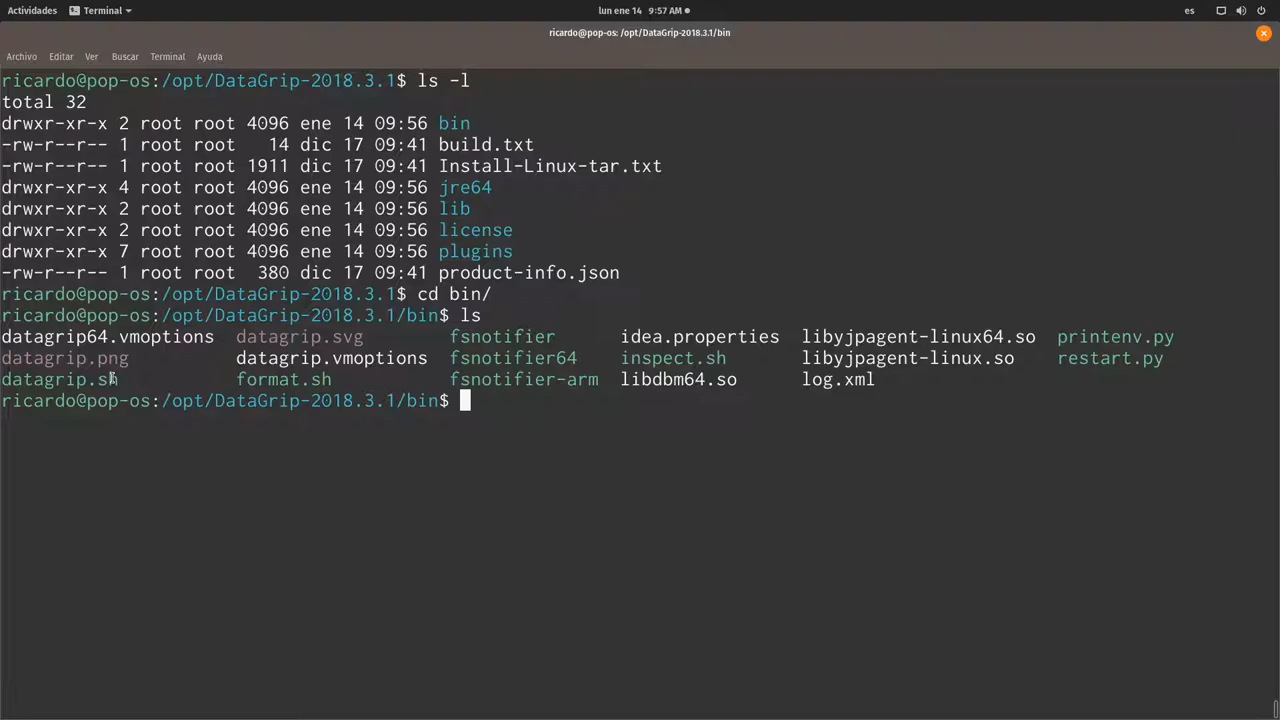 Actividades Terminal lun ene 14 9:57 AM es
ricardo@pop-os: /opt/DataGrip-2018.3.1/bin
Archivo Editar Ver Buscar Terminal Ayuda
ricardo@pop-os:/opt/DataGrip-2018.3.1$ ls -l
total 32
drwxr-xr-x 2 root root 4096 ene 14 09:56 bin
-rw-r--r-- 1 root root   14 dic 17 09:41 build.txt
-rw-r--r-- 1 root root 1911 dic 17 09:41 Install-Linux-tar.txt
drwxr-xr-x 4 root root 4096 ene 14 09:56 jre64
drwxr-xr-x 2 root root 4096 ene 14 09:56 lib
drwxr-xr-x 2 root root 4096 ene 14 09:56 license
drwxr-xr-x 7 root root 4096 ene 14 09:56 plugins
-rw-r--r-- 1 root root  380 dic 17 09:41 product-info.json
ricardo@pop-os:/opt/DataGrip-2018.3.1$ cd bin/
ricardo@pop-os:/opt/DataGrip-2018.3.1/bin$ ls
datagrip64.vmoptions  datagrip.svg        fsnotifier      idea.properties  libyjpagent-linux64.so  printenv.py
datagrip.png          datagrip.vmoptions  fsnotifier64    inspect.sh       libyjpagent-linux.so    restart.py
datagrip.sh           format.sh           fsnotifier-arm  libdbm64.so      log.xml
ricardo@pop-os:/opt/DataGrip-2018.3.1/bin$